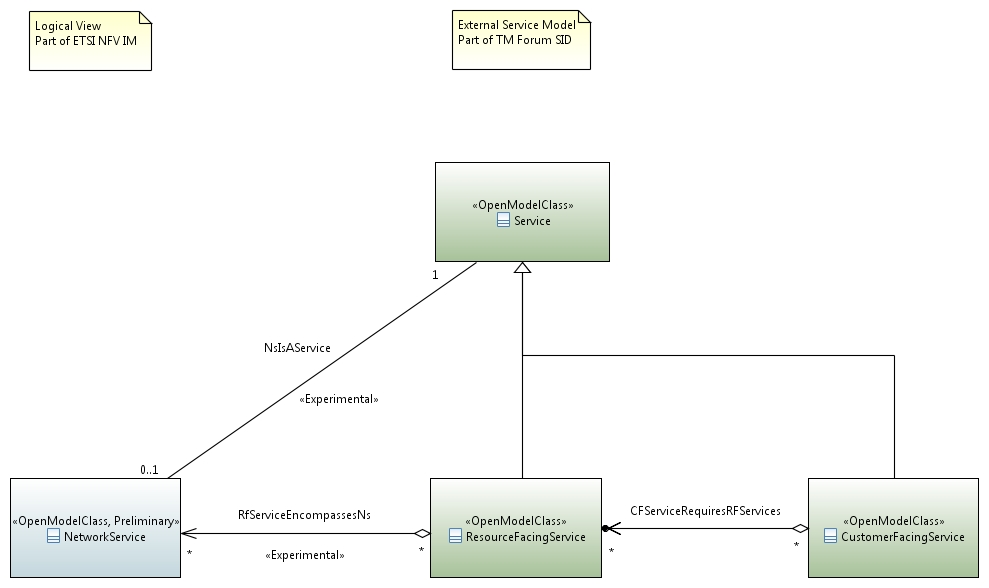 Logical View
Part of ETSI NFV IM
External Service Model
Part of TM Forum SID
«OpenModelClass»
Service
1
NsIsAService
«Experimental»
0..1
«OpenModelClass, Preliminary»
NetworkService
RfServiceEncompassesNs
«Experimental»
*
*
«OpenModelClass»
ResourceFacingService
CFServiceRequiresRFServices
*
*
«OpenModelClass»
CustomerFacingService